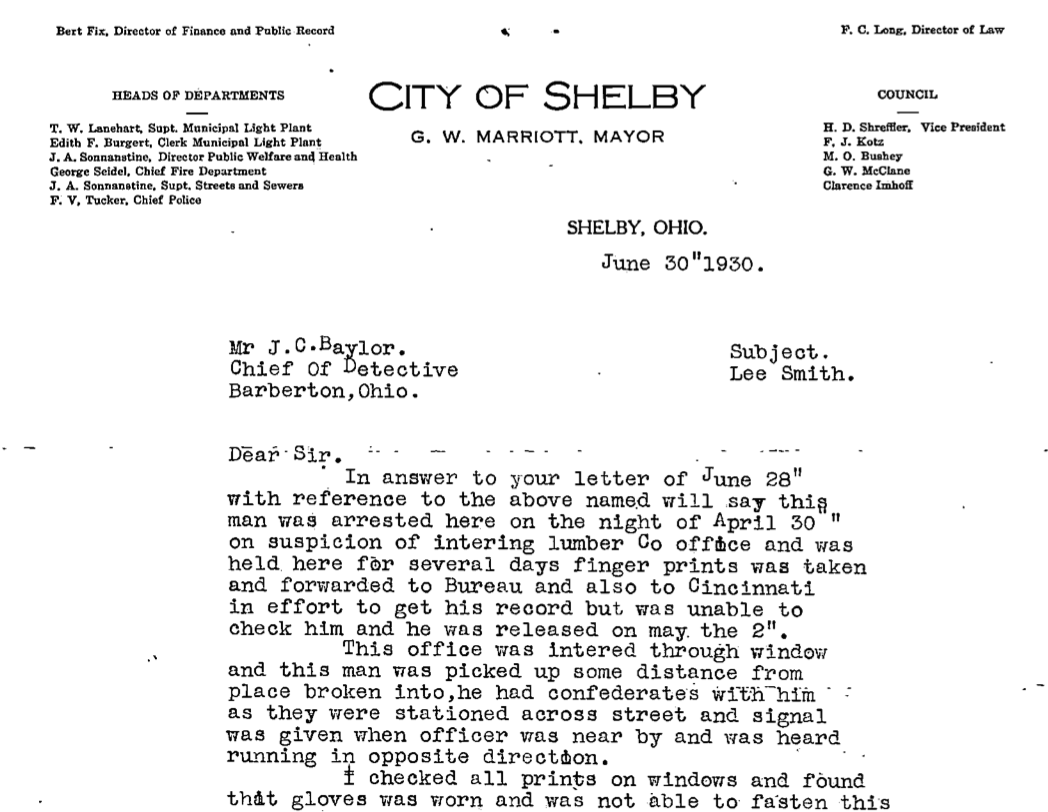 Bert Fix, Director of Finance and Public Record
F. C. Long, Director of Law
HEADS OF DEPARTMENTS
T. W. Lanehart, Supt. Municipal Light Plant
Edith F. Burgert, Clerk Municipal Light Plant
J. A. Sonnanstine, Director Public Welfare and Health
George Seidel, Chief Fire Department
J. A. Sonnanstine, Supt. Streets and Sewers
F. V. Tucker, Chief Police
CITY OF SHELBY
G. W. MARRIOTT, MAYOR
COUNCIL
H. D. Shreffler, Vice President
F. J. Kotz
M. O. Bushey
G. W. McClane
Clarence Imhoff
SHELBY, OHIO.
June 30"1930.
Mr J.C.Baylor.
Chief Of Detective
Barberton,Ohio.
Subject.
Lee Smith.
Dear Sir.
In answer to your letter of June 28"
with reference to the above named will say this
man was arrested here on the night of April 30 "
on suspicion of intering lumber Co office and was
held here for several days finger prints was taken
and forwarded to Bureau and also to Cincinnati
in effort to get his record but was unable to
check him and he was released on may. the 2".
This office was intered through window
and this man was picked up some distance from
place broken into,he had confederates with him
as they were stationed across street and signal
was given when officer was near by and was heard
running in opposite direction.
I checked all prints on windows and found
that gloves was worn and was not able to fasten this